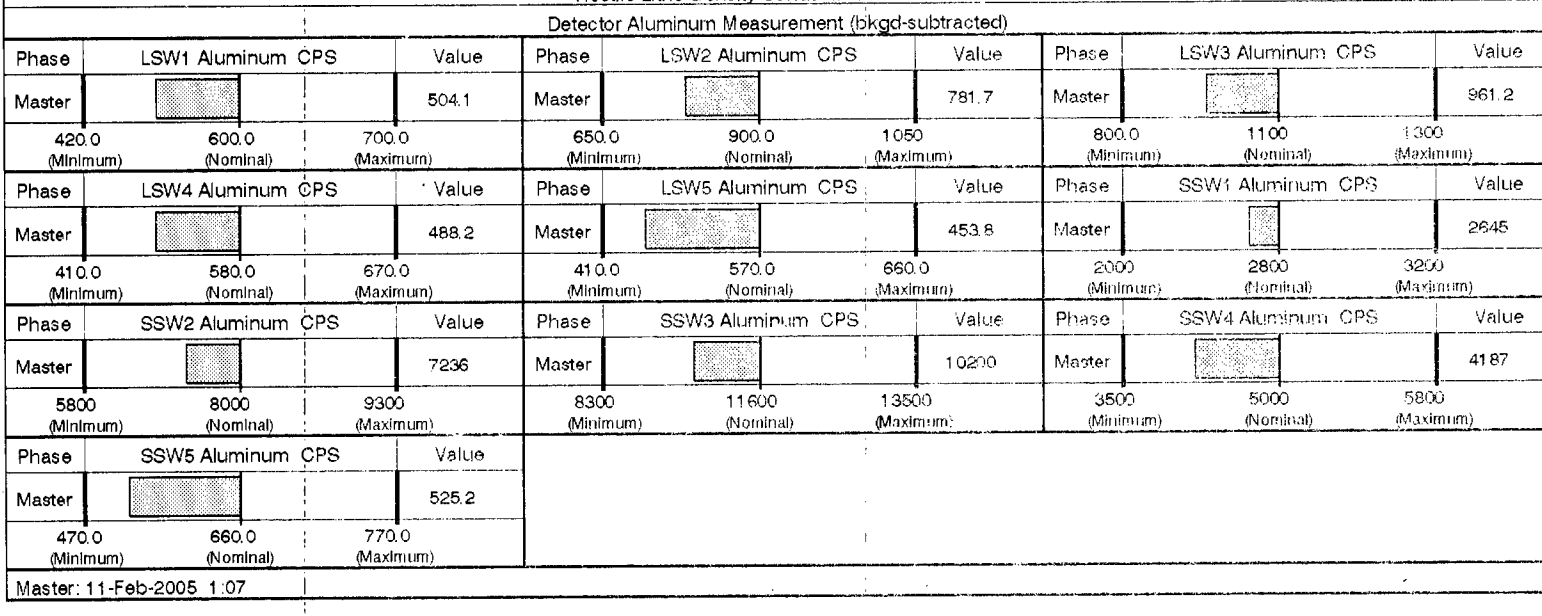 Detector Aluminum Measurement (bkgd-subtracted)
Phase LSW1 Aluminum CPS Value Phase LSW2 Aluminum CPS Value Phase LSW3 Aluminum CPS Value
Master 504.1 Master 781.7 Master 961.2
420.0 600.0 700.0 650.0 900.0 1050 800.0 1100 1300
(Minimum) (Nominal) (Maximum) (Minimum) (Nominal) (Maximum) (Minimum) (Nominal) (Maximum)
Phase LSW4 Aluminum CPS Value Phase LSW5 Aluminum CPS Value Phase SSW1 Aluminum CPS Value
Master 488.2 Master 453.8 Master 2645
410.0 580.0 670.0 410.0 570.0 660.0 2000 2800 3200
(Minimum) (Nominal) (Maximum) (Minimum) (Nominal) (Maximum) (Minimum) (Nominal) (Maximum)
Phase SSW2 Aluminum CPS Value Phase SSW3 Aluminum CPS Value Phase SSW4 Aluminum CPS Value
Master 7236 Master 10200 Master 4187
5800 8000 9300 8300 11600 13500 3500 5000 5800
(Minimum) (Nominal) (Maximum) (Minimum) (Nominal) (Maximum) (Minimum) (Nominal) (Maximum)
Phase SSW5 Aluminum CPS Value
Master 525.2
470.0 660.0 770.0
(Minimum) (Nominal) (Maximum)
Master: 11-Feb-2005 1:07